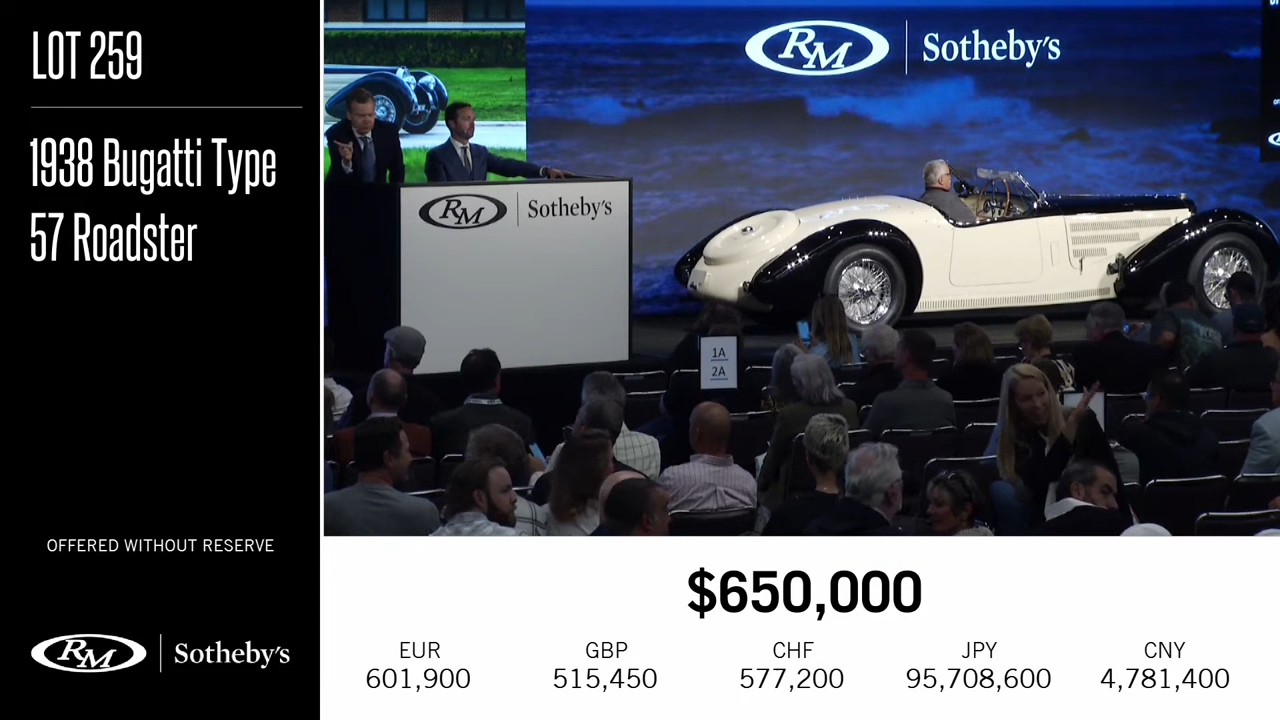 LOT 259
1938 Bugatti Type
57 Roadster
OFFERED WITHOUT RESERVE
RM Sotheby's
RM Sotheby's
RM Sotheby's
1A
2A
$650,000
EUR GBP CHF JPY CNY
601,900 515,450 577,200 95,708,600 4,781,400